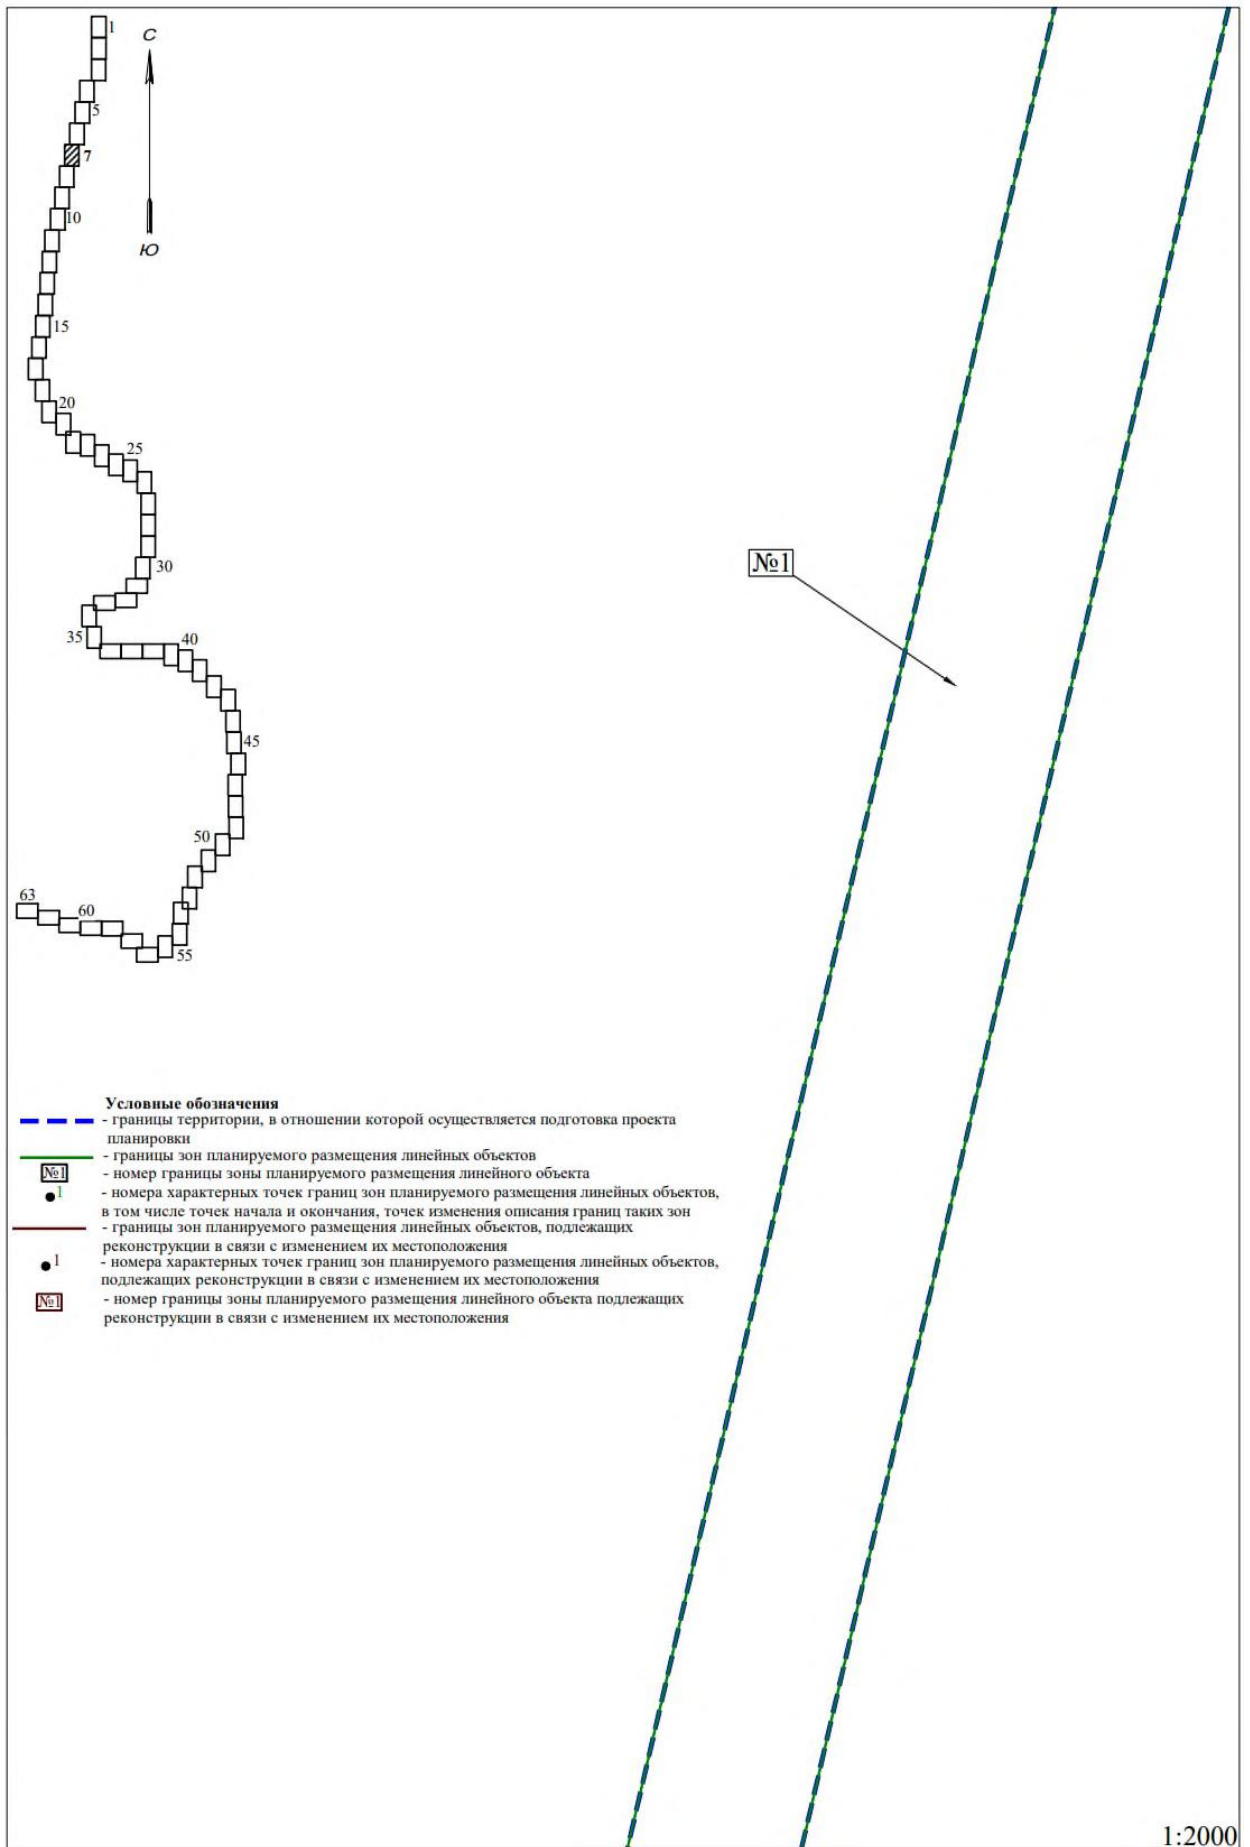 1
С
5
7
10
Ю
15
20
25
30
35
40
45
50
63
60
55
№1
Условные обозначения
- границы территории, в отношении которой осуществляется подготовка проекта
планировки
- границы зон планируемого размещения линейных объектов
№1 - номер границы зоны планируемого размещения линейного объекта
1 - номера характерных точек границ зон планируемого размещения линейных объектов,
в том числе точек начала и окончания, точек изменения описания границ таких зон
- границы зон планируемого размещения линейных объектов, подлежащих
реконструкции в связи с изменением их местоположения
1 - номера характерных точек границ зон планируемого размещения линейных объектов,
подлежащих реконструкции в связи с изменением их местоположения
№1 - номер границы зоны планируемого размещения линейного объекта подлежащих
реконструкции в связи с изменением их местоположения
1:2000